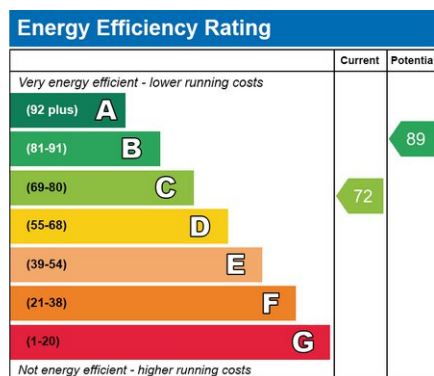 Energy Efficiency Rating
Current Potential
Very energy efficient - lower running costs
(92 plus) A
(81-91) B
89
(69-80) C
72
(55-68) D
(39-54) E
(21-38) F
(1-20) G
Not energy efficient - higher running costs